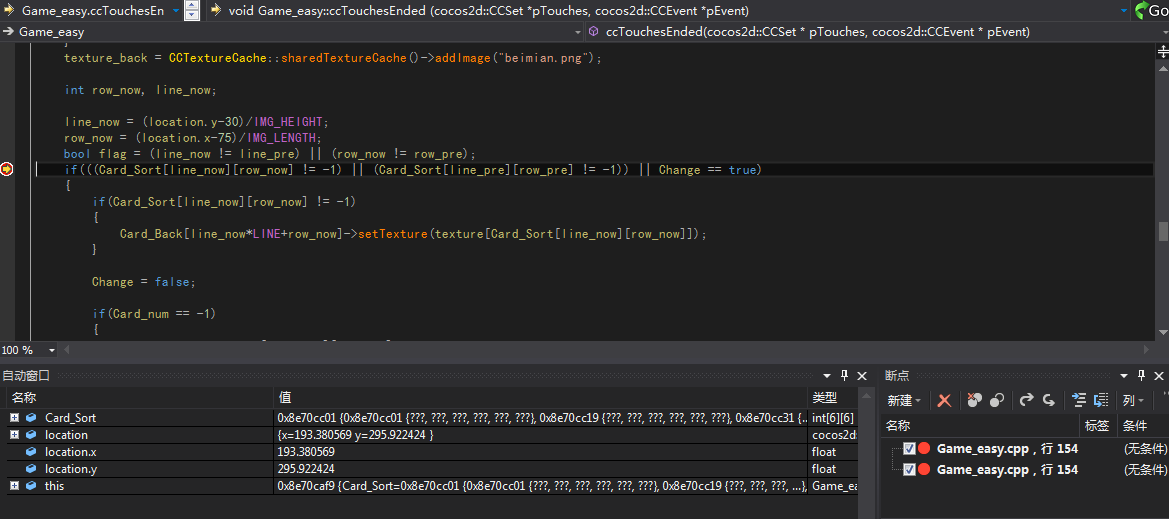 Game_easy.ccTouchesEn
void Game_easy::ccTouchesEnded (cocos2d::CCSet *pTouches, cocos2d::CCEvent *pEvent)
Go
Game_easy
ccTouchesEnded(cocos2d::CCSet * pTouches, cocos2d::CCEvent * pEvent)
}
texture_back = CCTextureCache::sharedTextureCache()->addImage("beimian.png");
int row_now, line_now;
line_now = (location.y-30)/IMG_HEIGHT;
row_now = (location.x-75)/IMG_LENGTH;
bool flag = (line_now != line_pre) || (row_now != row_pre);
if(((Card_Sort[line_now][row_now] != -1) || (Card_Sort[line_pre][row_pre] != -1)) || Change == true)
{
if(Card_Sort[line_now][row_now] != -1)
{
Card_Back[line_now*LINE+row_now]->setTexture(texture[Card_Sort[line_now][row_now]]);
}
Change = false;
if(Card_num == -1)
{
100 %
自动窗口
名称 值 类型
Card_Sort 0x8e70cc01 {0x8e70cc01 {???, ???, ???, ???, ???, ???}, 0x8e70cc19 {???, ???, ???, ???, ???, ???}, 0x8e70cc31 {... int[6][6]
location {x=193.380569 y=295.922424 } cocos2d:
location.x 193.380569 float
location.y 295.922424 float
this 0x8e70caf9 {Card_Sort=0x8e70cc01 {0x8e70cc01 {???, ???, ???, ???, ???, ???}, 0x8e70cc19 {???, ???, ???, ...}, Game_ea
断点
新建 列
名称 标签 条件
Game_easy.cpp，行 154 (无条件)
Game_easy.cpp，行 154 (无条件)